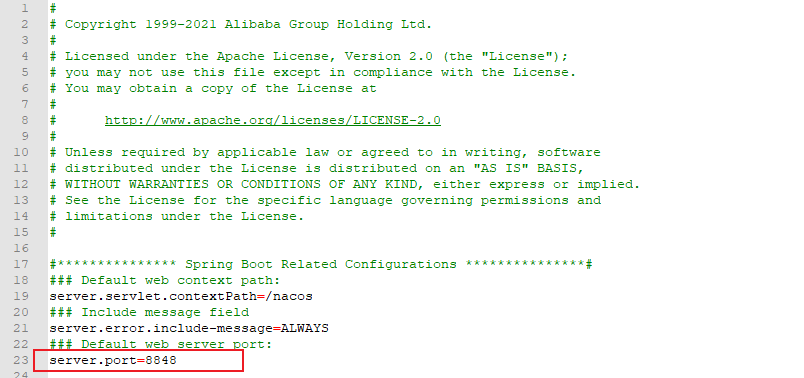 1 #
2 # Copyright 1999-2021 Alibaba Group Holding Ltd.
3 #
4 # Licensed under the Apache License, Version 2.0 (the "License");
5 # you may not use this file except in compliance with the License.
6 # You may obtain a copy of the License at
7 #
8 #      http://www.apache.org/licenses/LICENSE-2.0
9 #
10 # Unless required by applicable law or agreed to in writing, software
11 # distributed under the License is distributed on an "AS IS" BASIS,
12 # WITHOUT WARRANTIES OR CONDITIONS OF ANY KIND, either express or implied.
13 # See the License for the specific language governing permissions and
14 # limitations under the License.
15 #
16
17 #*************** Spring Boot Related Configurations ***************#
18 ### Default web context path:
19 server.servlet.contextPath=/nacos
20 ### Include message field
21 server.error.include-message=ALWAYS
22 ### Default web server port:
23 server.port=8848
24